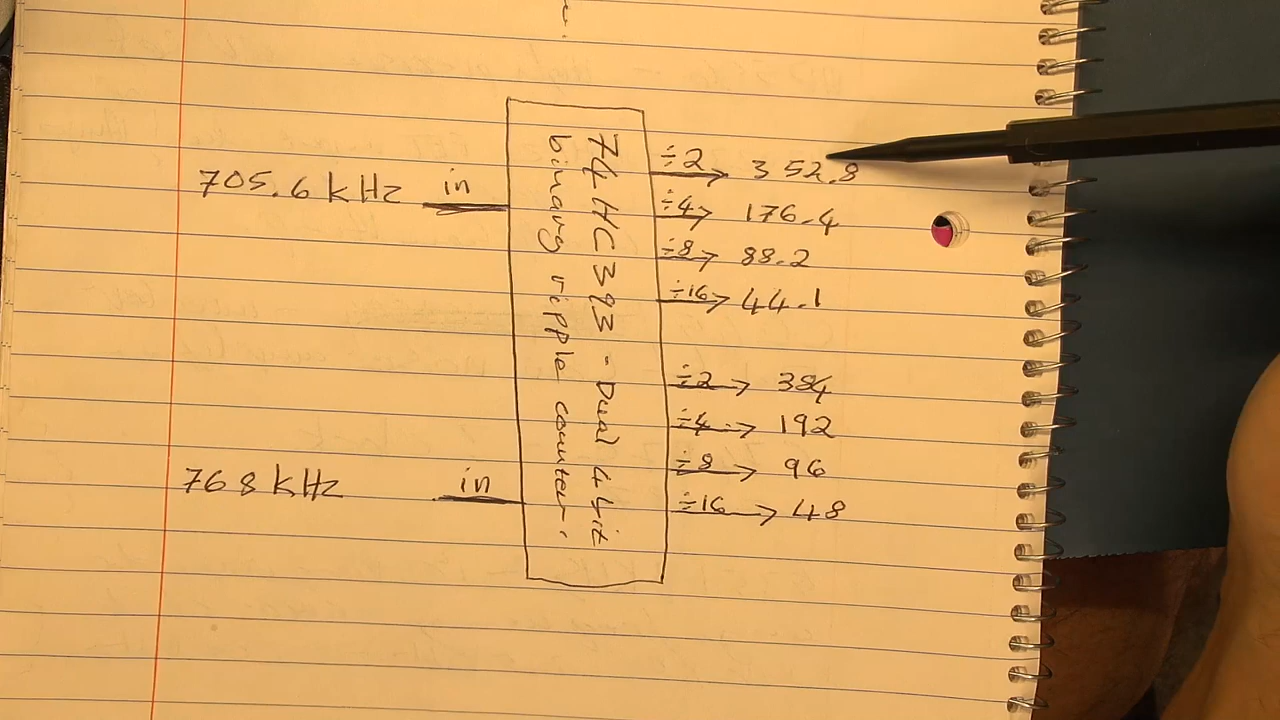 705.6 kHz in
÷2 → 352.8
÷4 → 176.4
÷8 → 88.2
÷16 → 44.1
74HC393 - Dual 4 bit
binary ripple counter.
768 kHz in
÷2 → 384
÷4 → 192
÷8 → 96
÷16 → 48